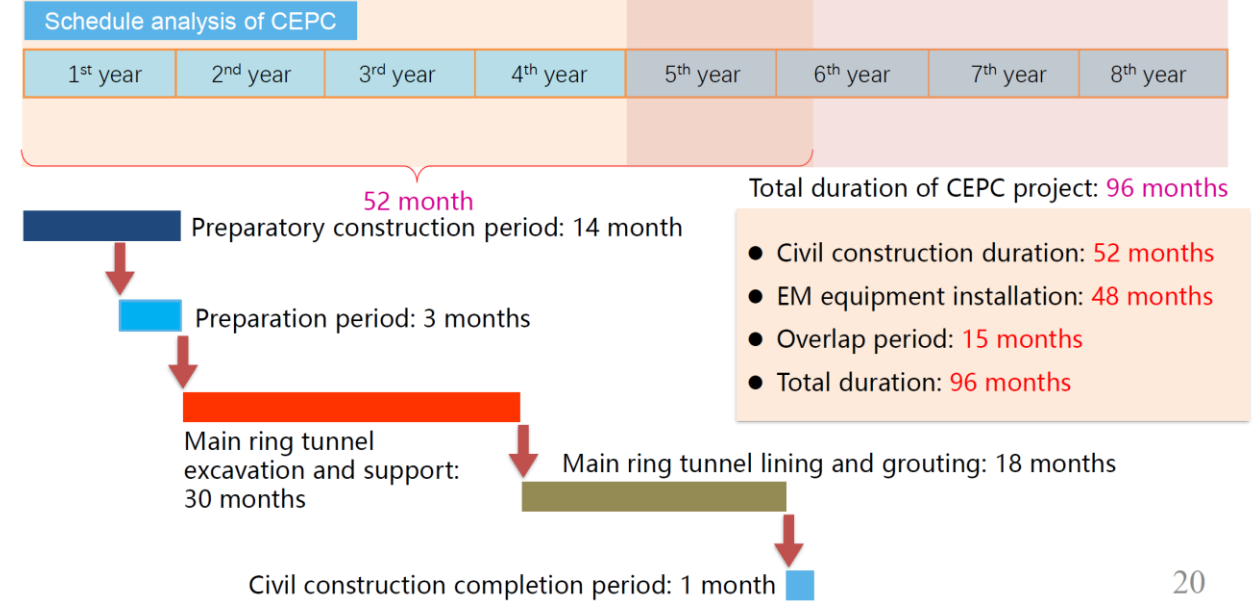 Schedule analysis of CEPC
1st year 2nd year 3rd year 4th year 5th year 6th year 7th year 8th year
52 month
Total duration of CEPC project: 96 months
Preparatory construction period: 14 month
● Civil construction duration: 52 months
● EM equipment installation: 48 months
● Overlap period: 15 months
● Total duration: 96 months
Preparation period: 3 months
Main ring tunnel
excavation and support:
30 months
Main ring tunnel lining and grouting: 18 months
Civil construction completion period: 1 month
20